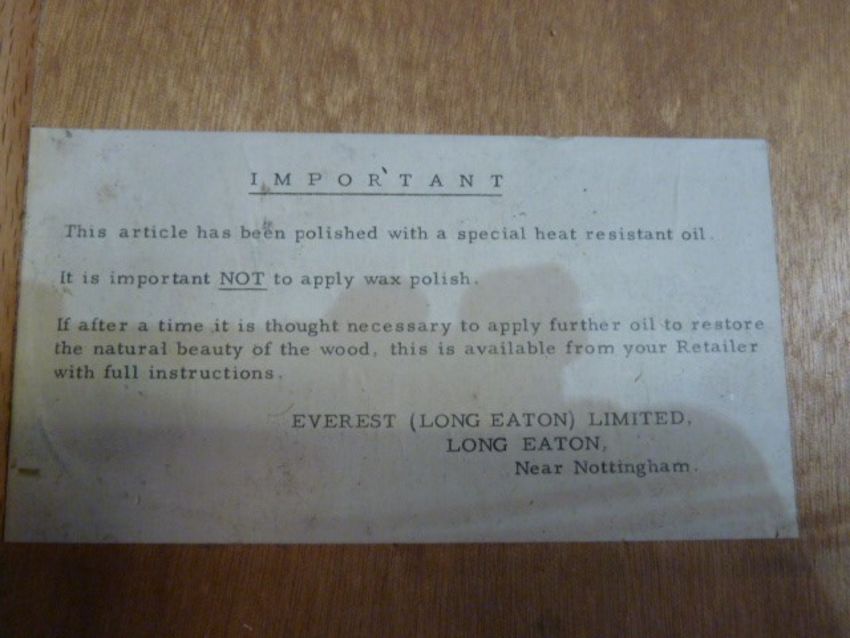 IMPORTANT
This article has been polished with a special heat resistant oil.
It is important NOT to apply wax polish.
If after a time it is thought necessary to apply further oil to restore
the natural beauty of the wood, this is available from your Retailer
with full instructions.
EVEREST (LONG EATON) LIMITED,
LONG EATON,
Near Nottingham.